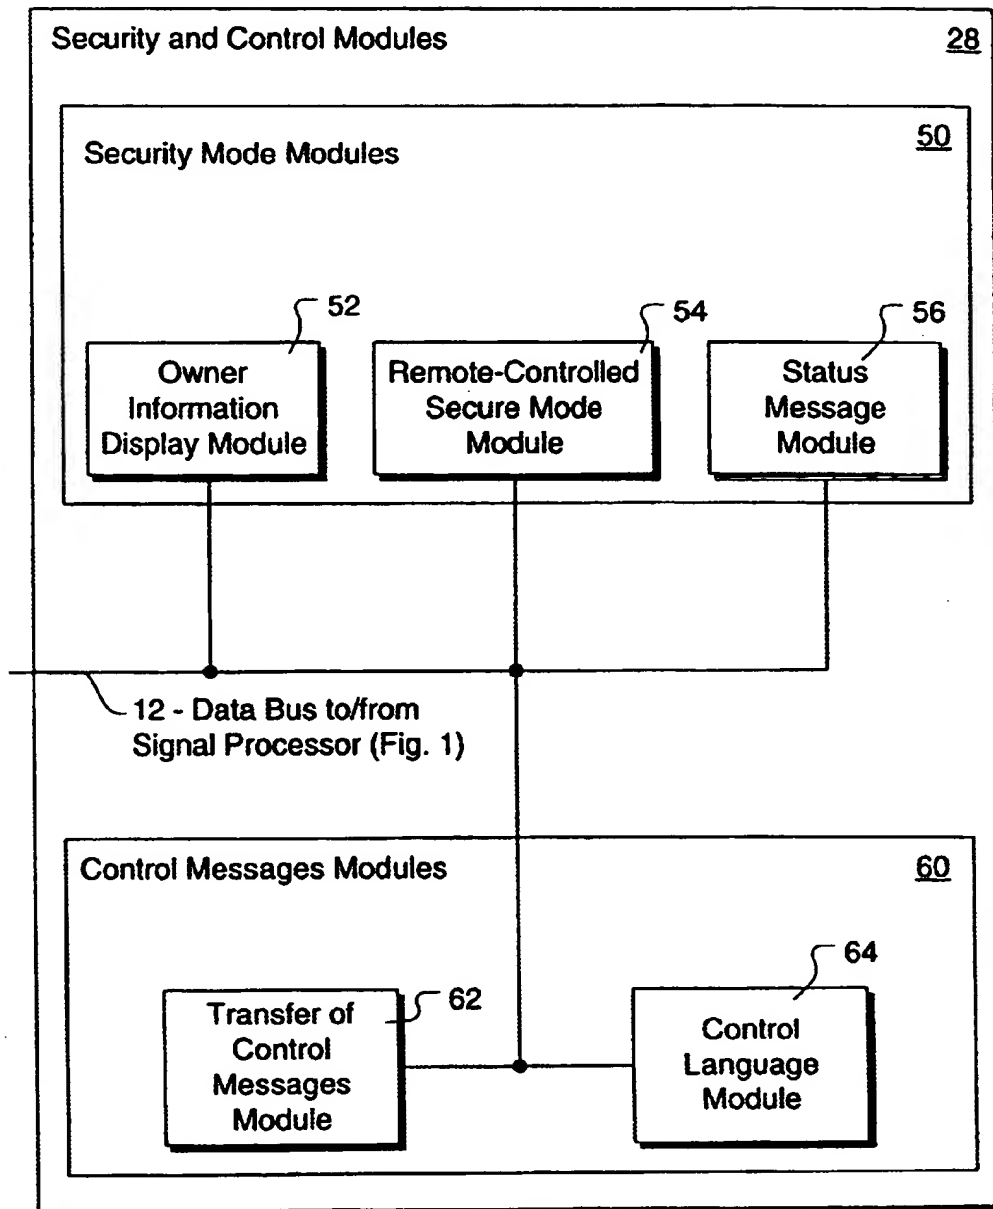 Security and Control Modules 28
Security Mode Modules 50
52
Owner
Information
Display Module
54
Remote-Controlled
Secure Mode
Module
56
Status
Message
Module
12 - Data Bus to/from
Signal Processor (Fig. 1)
Control Messages Modules 60
62
Transfer of
Control
Messages
Module
64
Control
Language
Module